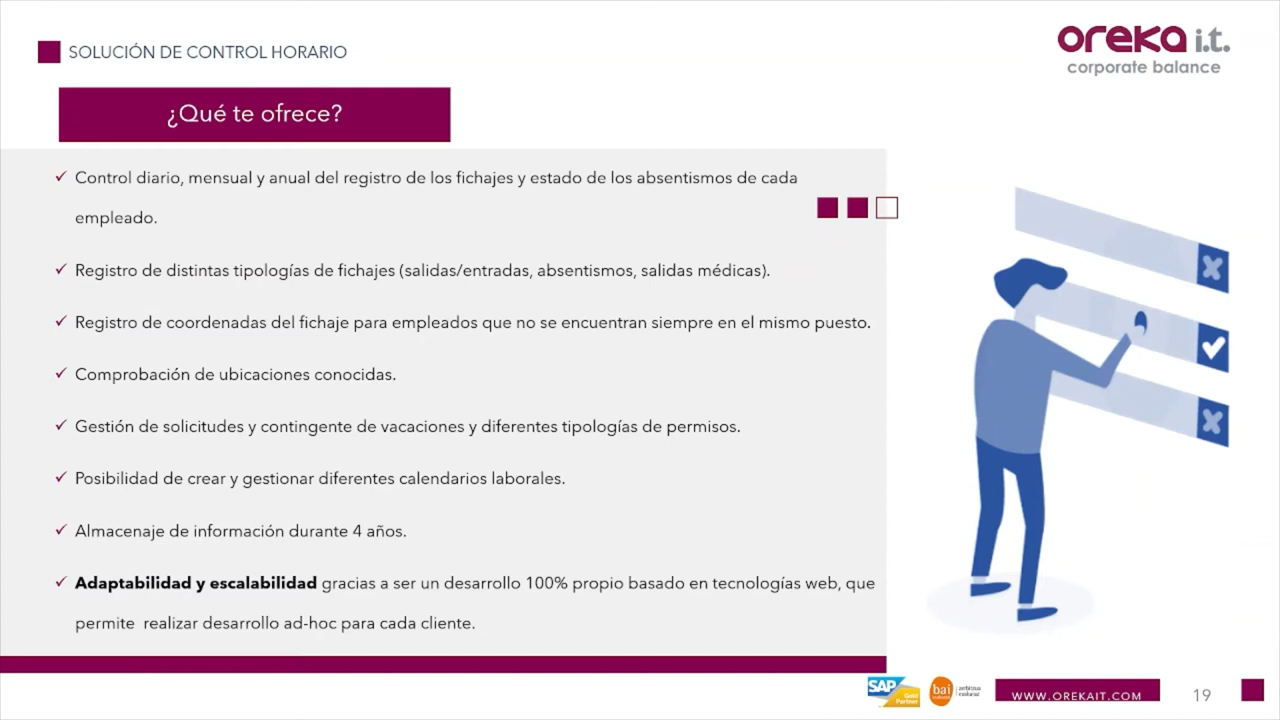 SOLUCIÓN DE CONTROL HORARIO
oreka i.t.
corporate balance
¿Qué te ofrece?
✓ Control diario, mensual y anual del registro de los fichajes y estado de los absentismos de cada
empleado.
✓ Registro de distintas tipologías de fichajes (salidas/entradas, absentismos, salidas médicas).
✓ Registro de coordenadas del fichaje para empleados que no se encuentran siempre en el mismo puesto.
✓ Comprobación de ubicaciones conocidas.
✓ Gestión de solicitudes y contingente de vacaciones y diferentes tipologías de permisos.
✓ Posibilidad de crear y gestionar diferentes calendarios laborales.
✓ Almacenaje de información durante 4 años.
✓ Adaptabilidad y escalabilidad gracias a ser un desarrollo 100% propio basado en tecnologías web, que
permite realizar desarrollo ad-hoc para cada cliente.
SAP
Gold
Partner
bai
WWW.OREKAIT.COM
19